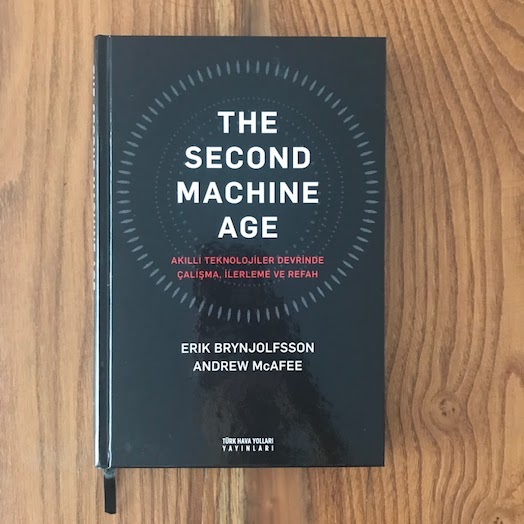 THE
SECOND
MACHINE
AGE
AKILLI TEKNOLOJİLER DEVRİNDE
ÇALIŞMA, İLERLEME VE REFAH
ERIK BRYNJOLFSSON
ANDREW McAFEE
TÜRK HAVA YOLLARI
YAYINLARI